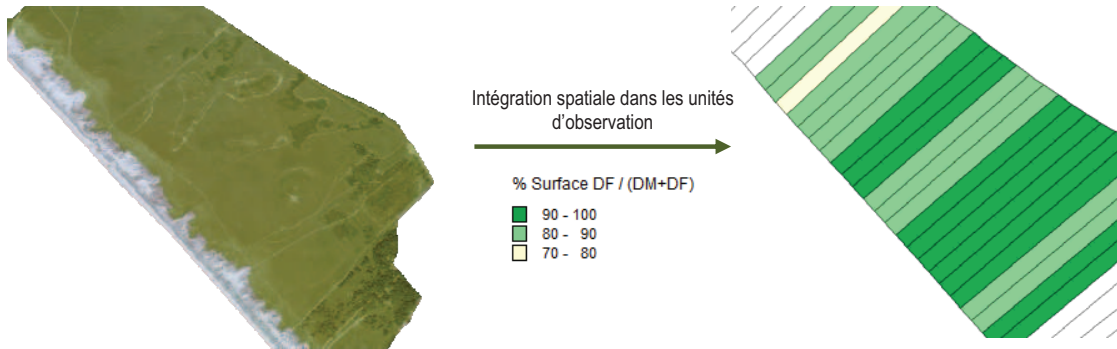 Intégration spatiale dans les unités
d'observation
% Surface DF / (DM+DF)
90 - 100
80 - 90
70 - 80